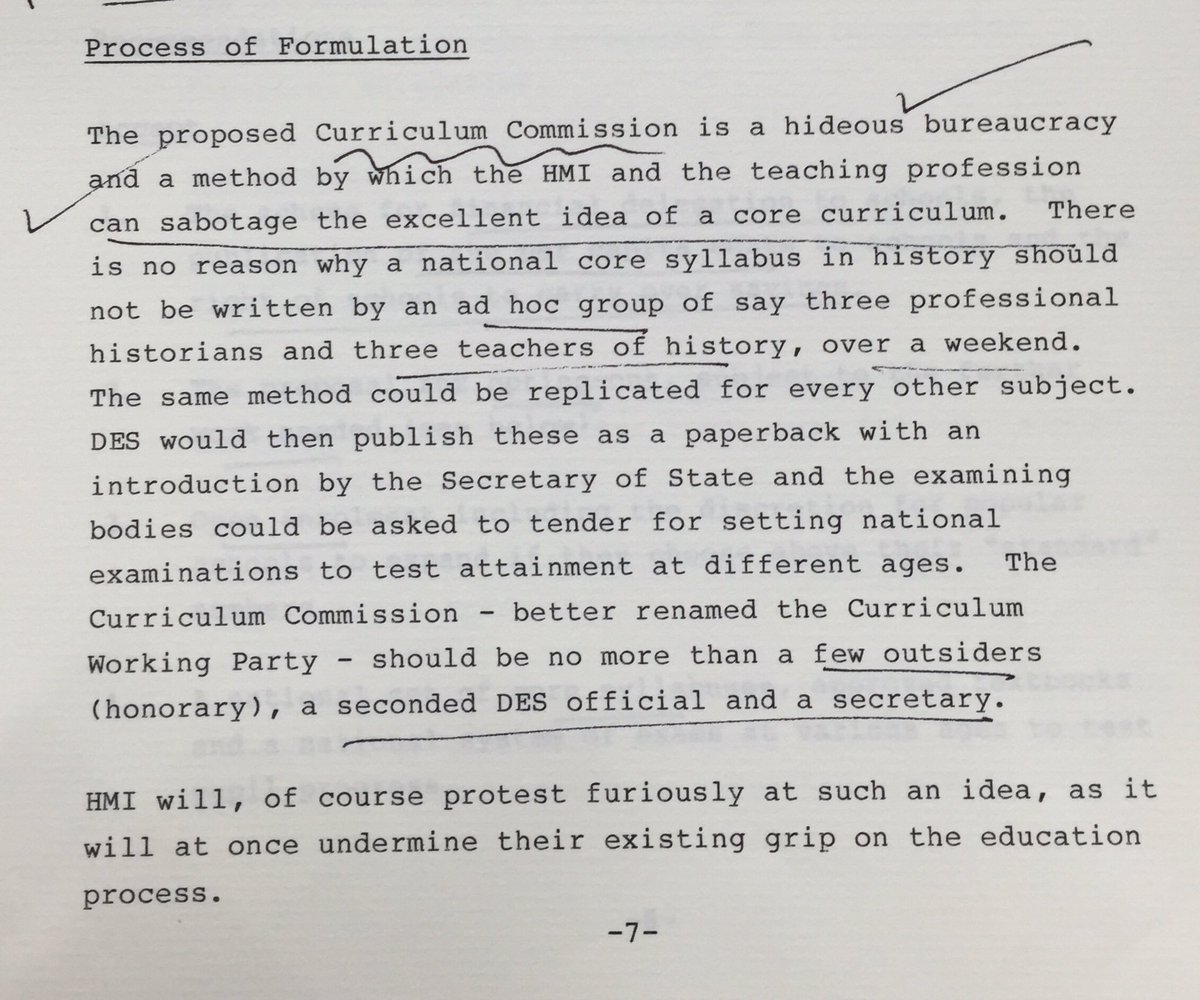 Process of Formulation
The proposed Curriculum Commission is a hideous bureaucracy
and a method by which the HMI and the teaching profession
can sabotage the excellent idea of a core curriculum. There
is no reason why a national core syllabus in history should
not be written by an ad hoc group of say three professional
historians and three teachers of history, over a weekend.
The same method could be replicated for every other subject.
DES would then publish these as a paperback with an
introduction by the Secretary of State and the examining
bodies could be asked to tender for setting national
examinations to test attainment at different ages. The
Curriculum Commission - better renamed the Curriculum
Working Party - should be no more than a few outsiders
(honorary), a seconded DES official and a secretary.
HMI will, of course protest furiously at such an idea, as it
will at once undermine their existing grip on the education
process.
-7-